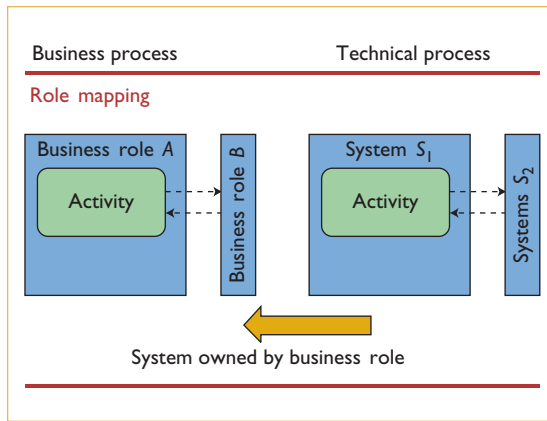 Business process
Technical process
Role mapping
Business role A
Activity
Business role B
System S1
Activity
Systems S2
System owned by business role